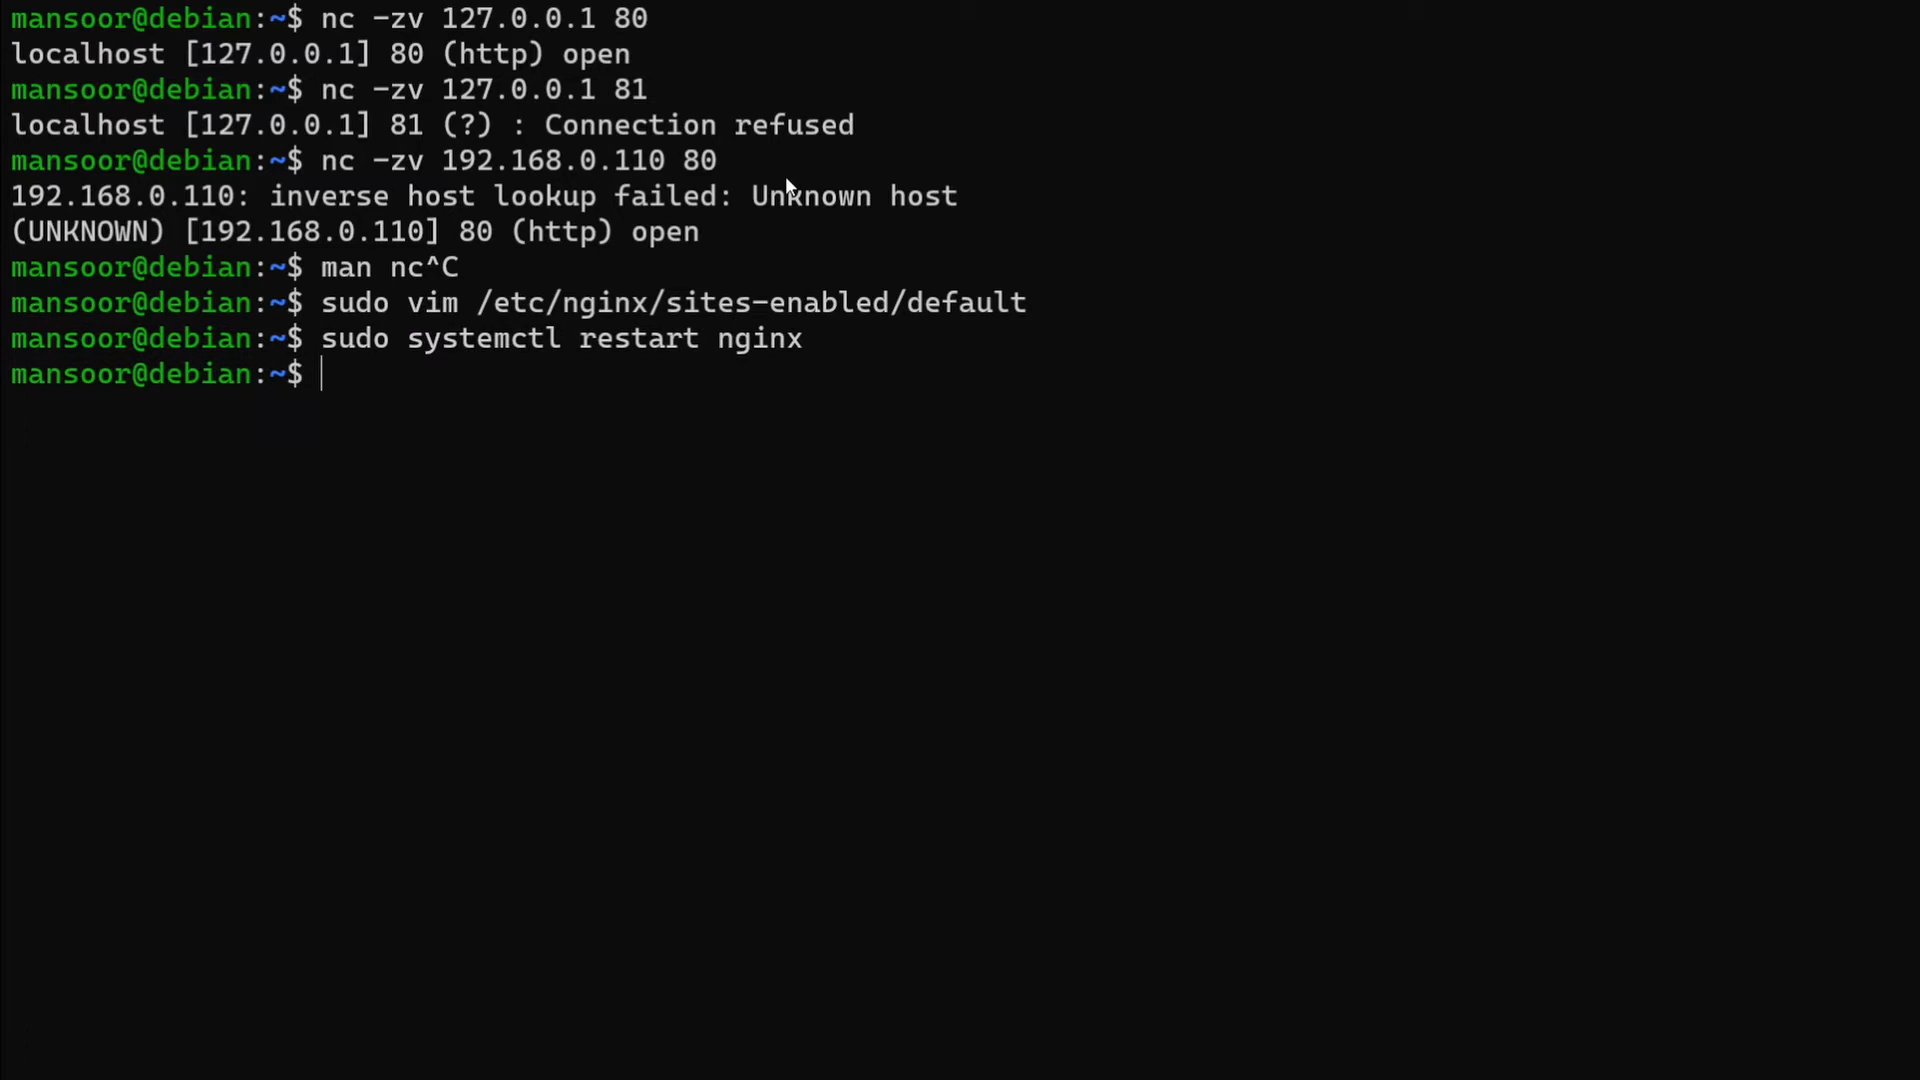 mansoor@debian:~$ nc -zv 127.0.0.1 80
localhost [127.0.0.1] 80 (http) open
mansoor@debian:~$ nc -zv 127.0.0.1 81
localhost [127.0.0.1] 81 (?) : Connection refused
mansoor@debian:~$ nc -zv 192.168.0.110 80
192.168.0.110: inverse host lookup failed: Unknown host
(UNKNOWN) [192.168.0.110] 80 (http) open
mansoor@debian:~$ man nc^C
mansoor@debian:~$ sudo vim /etc/nginx/sites-enabled/default
mansoor@debian:~$ sudo systemctl restart nginx
mansoor@debian:~$